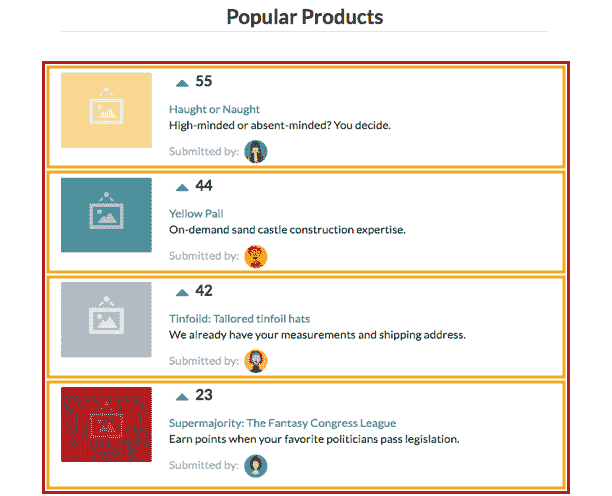 Popular Products
55
Haught or Naught
High-minded or absent-minded? You decide.
Submitted by:
44
Yellow Pail
On-demand sand castle construction expertise.
Submitted by:
42
Tinfoild: Tailored tinfoil hats
We already have your measurements and shipping address.
Submitted by:
23
Supermajority: The Fantasy Congress League
Earn points when your favorite politicians pass legislation.
Submitted by: